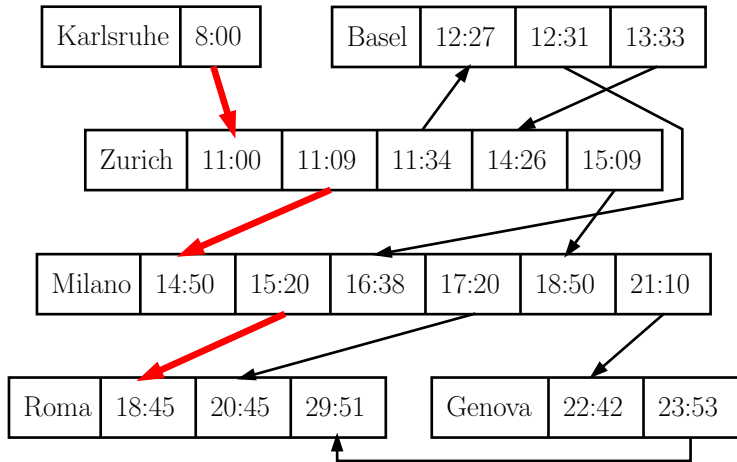 Karlsruhe 8:00 Basel 12:27 12:31 13:33
Zurich 11:00 11:09 11:34 14:26 15:09
Milano 14:50 15:20 16:38 17:20 18:50 21:10
Roma 18:45 20:45 29:51 Genova 22:42 23:53